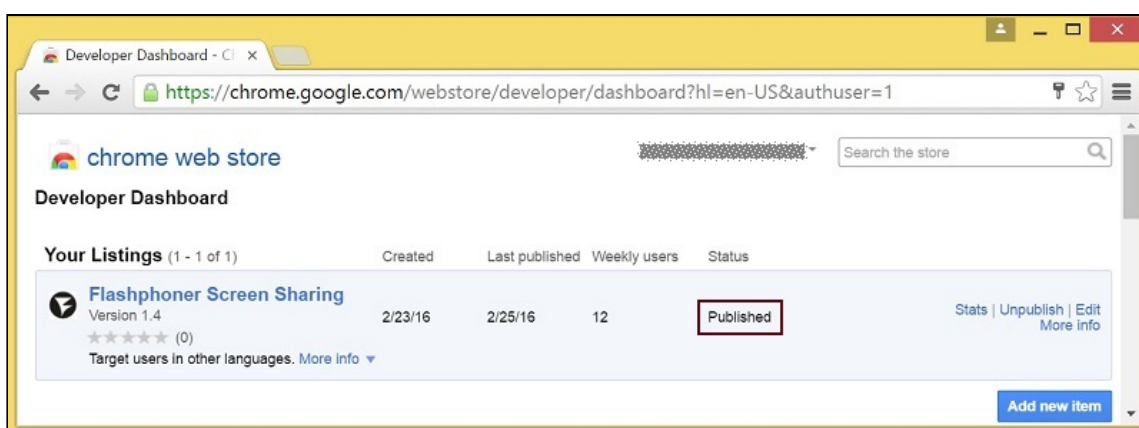 Developer Dashboard - C
https://chrome.google.com/webstore/developer/dashboard?hl=en-US&authuser=1
chrome web store
Search the store
Developer Dashboard
Your Listings (1 - 1 of 1) Created Last published Weekly users Status
Flashphoner Screen Sharing
Version 1.4 2/23/16 2/25/16 12 Published Stats | Unpublish | Edit
More info
(0)
Target users in other languages. More info
Add new item